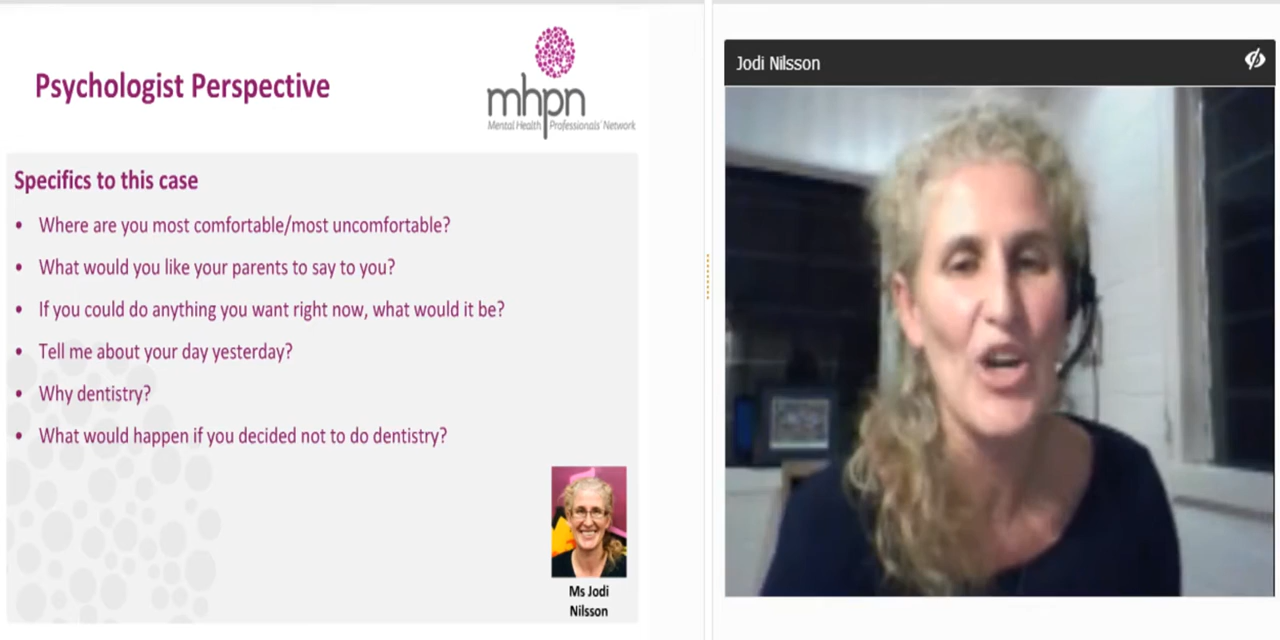 Psychologist Perspective
mhpn
Mental Health Professionals' Network
Specifics to this case
• Where are you most comfortable/most uncomfortable?
• What would you like your parents to say to you?
• If you could do anything you want right now, what would it be?
• Tell me about your day yesterday?
• Why dentistry?
• What would happen if you decided not to do dentistry?
Ms Jodi
Nilsson
Jodi Nilsson